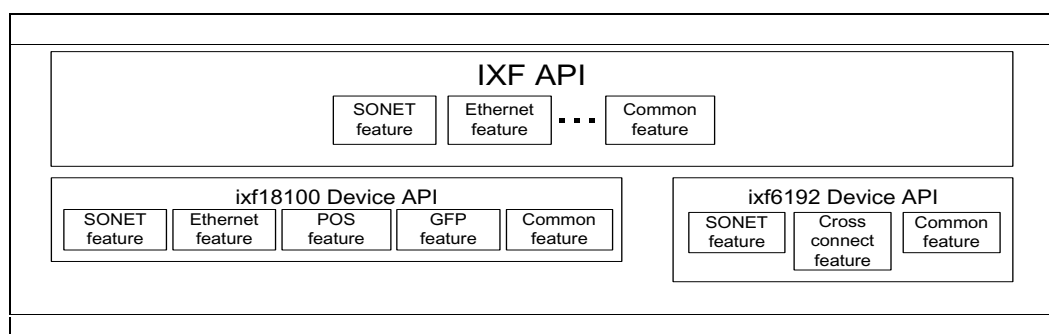 IXF API
SONET
feature
Ethernet
feature
Common
feature
ixf18100 Device API
SONET
feature
Ethernet
feature
POS
feature
GFP
feature
Common
feature
ixf6192 Device API
SONET
feature
Cross
connect
feature
Common
feature